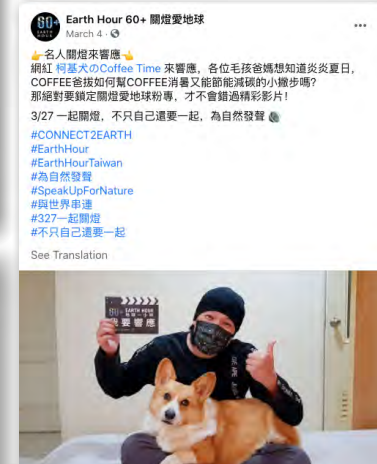 Earth Hour 60+ 關燈愛地球
March 4
👉名人關燈來響應👈
網紅 柯基犬のCoffee Time 來響應，各位毛孩爸媽想知道炎炎夏日，
COFFEE爸拔如何幫COFFEE消暑又能節能減碳的小撇步嗎?
那絕對要鎖定關燈愛地球粉專，才不會錯過精彩影片!
3/27 一起關燈，不只自己還要一起，為自然發聲
#CONNECT2EARTH
#EarthHour
#EarthHourTaiwan
#為自然發聲
#SpeakUpForNature
#與世界串連
#327一起關燈
#不只自己還要一起
See Translation
60+ EARTH HOUR
我要響應